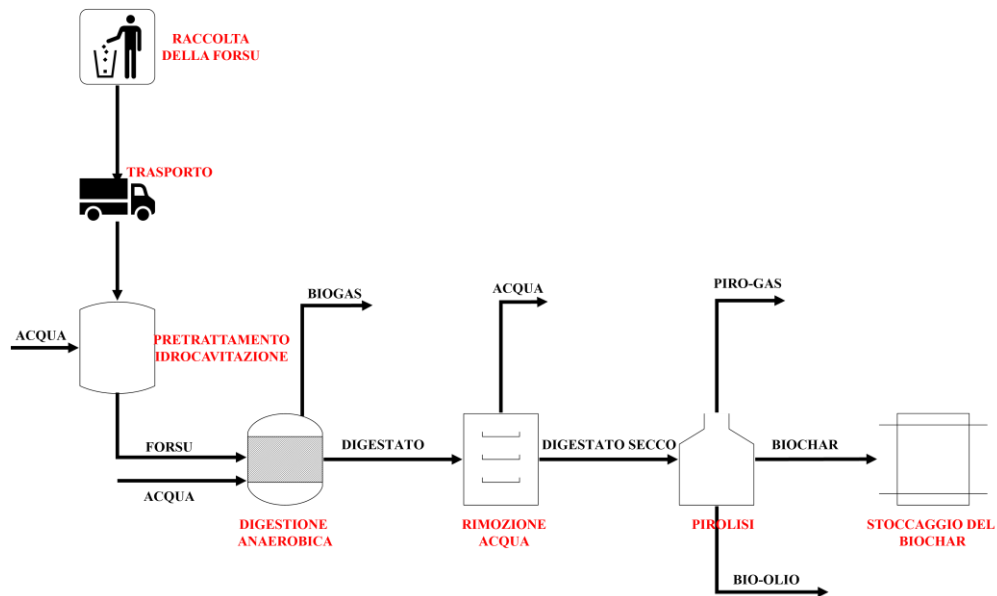 RACCOLTA
DELLA FORSU
TRASPORTO
BIOGAS
ACQUA
PIRO-GAS
ACQUA
PRETRATTAMENTO
IDROCAVITAZIONE
FORSU
DIGESTATO
DIGESTATO SECCO
BIOCHAR
ACQUA
DIGESTIONE
ANAEROBICA
RIMOZIONE
ACQUA
PIROLISI
STOCCAGGIO DEL
BIOCHAR
BIO-OLIO